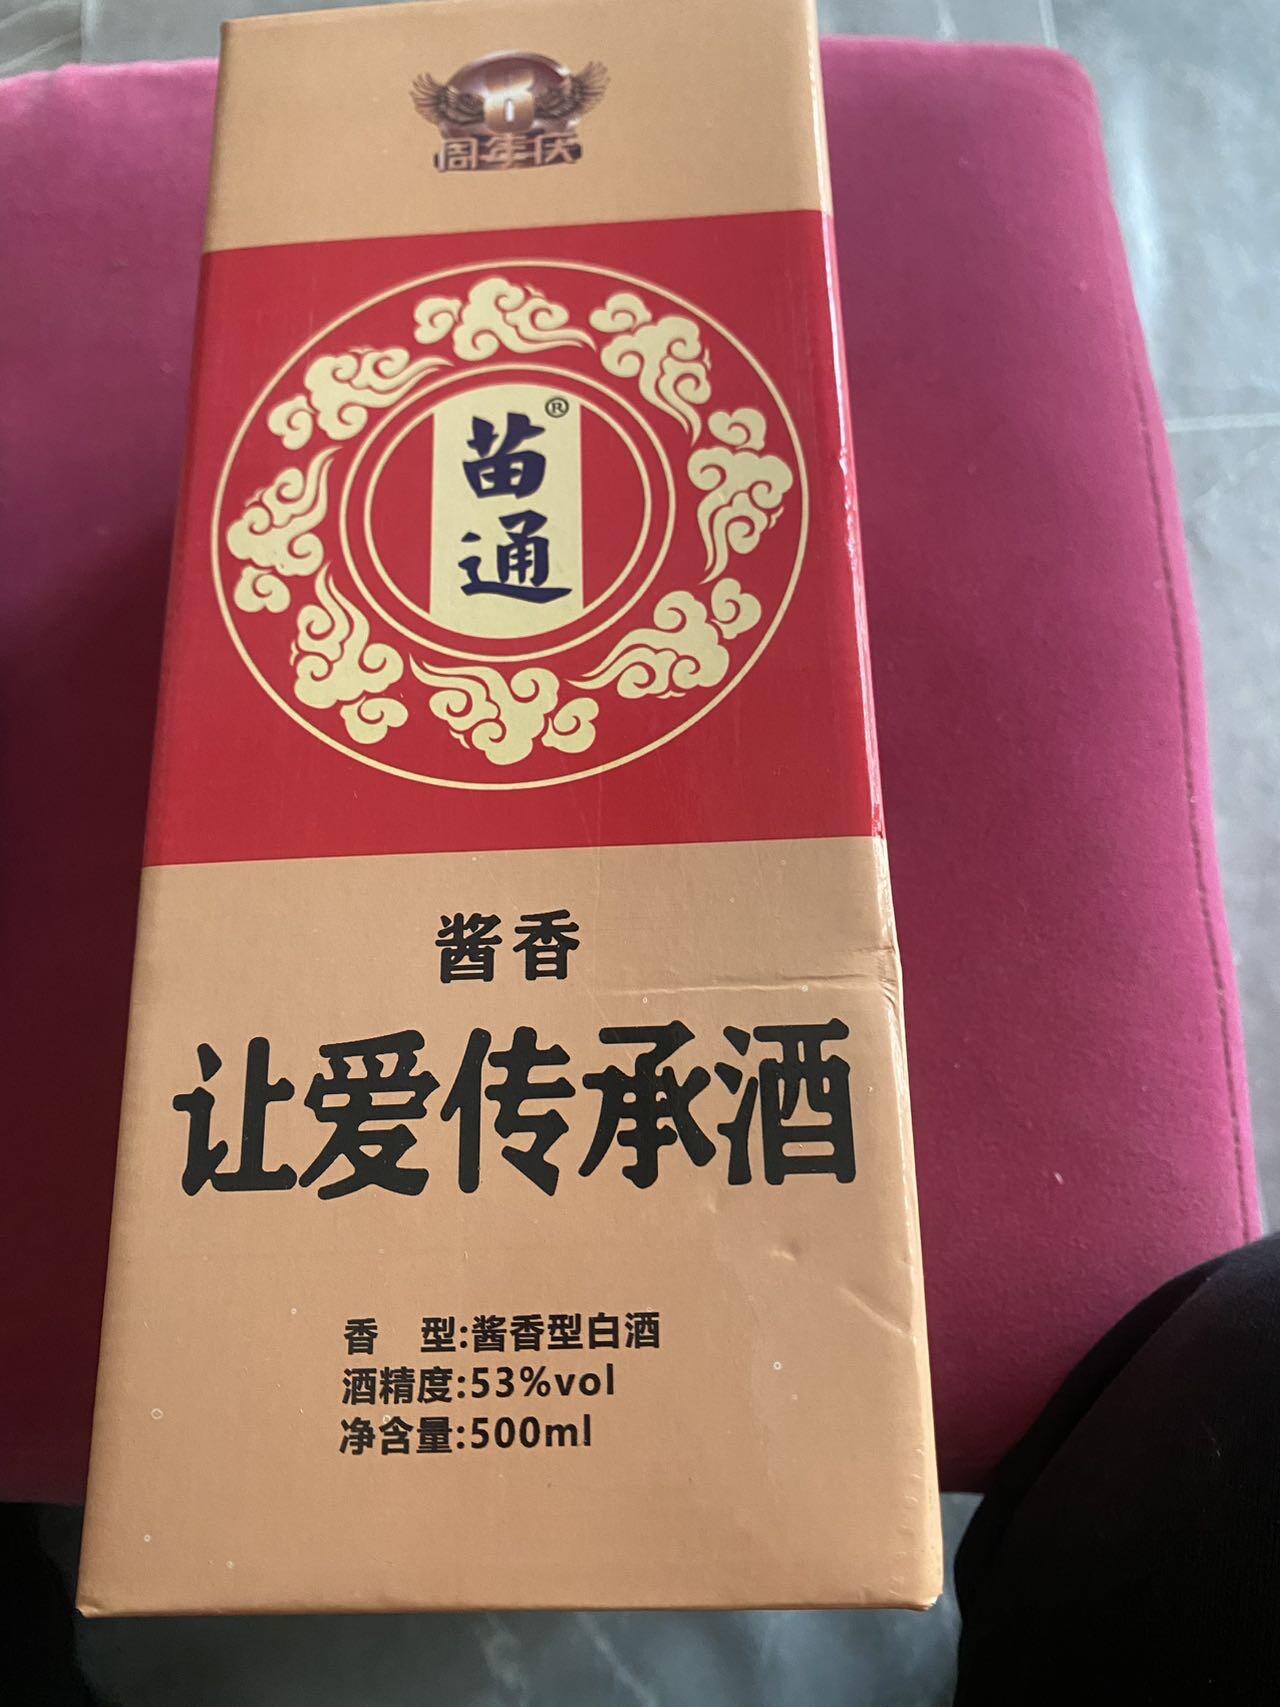 周年庆
苗通®
酱香
让爱传承酒
香 型:酱香型白酒
酒精度:53%vol
净含量:500ml